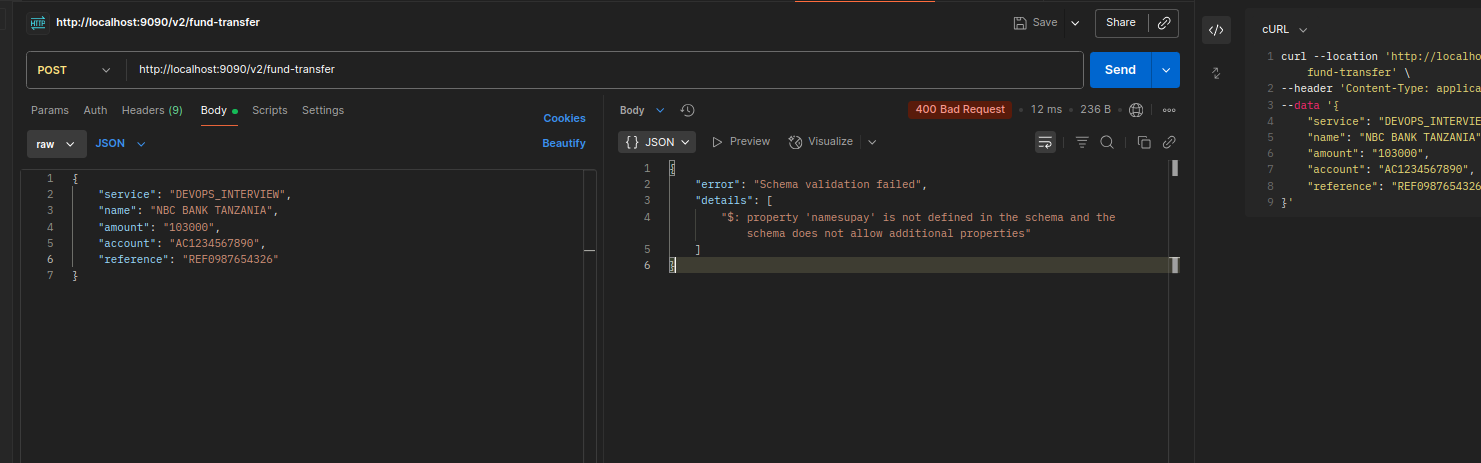 HTTP http://localhost:9090/v2/fund-transfer Save Share
POST http://localhost:9090/v2/fund-transfer Send
Params Auth Headers (9) Body Scripts Settings
Cookies
raw JSON Beautify
1 {
2 "service": "DEVOPS_INTERVIEW",
3 "name": "NBC BANK TANZANIA",
4 "amount": "103000",
5 "account": "AC1234567890",
6 "reference": "REF0987654326"
7 }
Body 400 Bad Request 12 ms 236 B
{} JSON Preview Visualize
1 {
2 "error": "Schema validation failed",
3 "details": [
4 "$: property 'namesupay' is not defined in the schema and the
schema does not allow additional properties"
5 ]
6 }
</> cURL
1 curl --location 'http://localho
fund-transfer' \
2 --header 'Content-Type: applica
3 --data '{
4 "service": "DEVOPS_INTERVIE
5 "name": "NBC BANK TANZANIA"
6 "amount": "103000",
7 "account": "AC1234567890",
8 "reference": "REF0987654326
9 }'